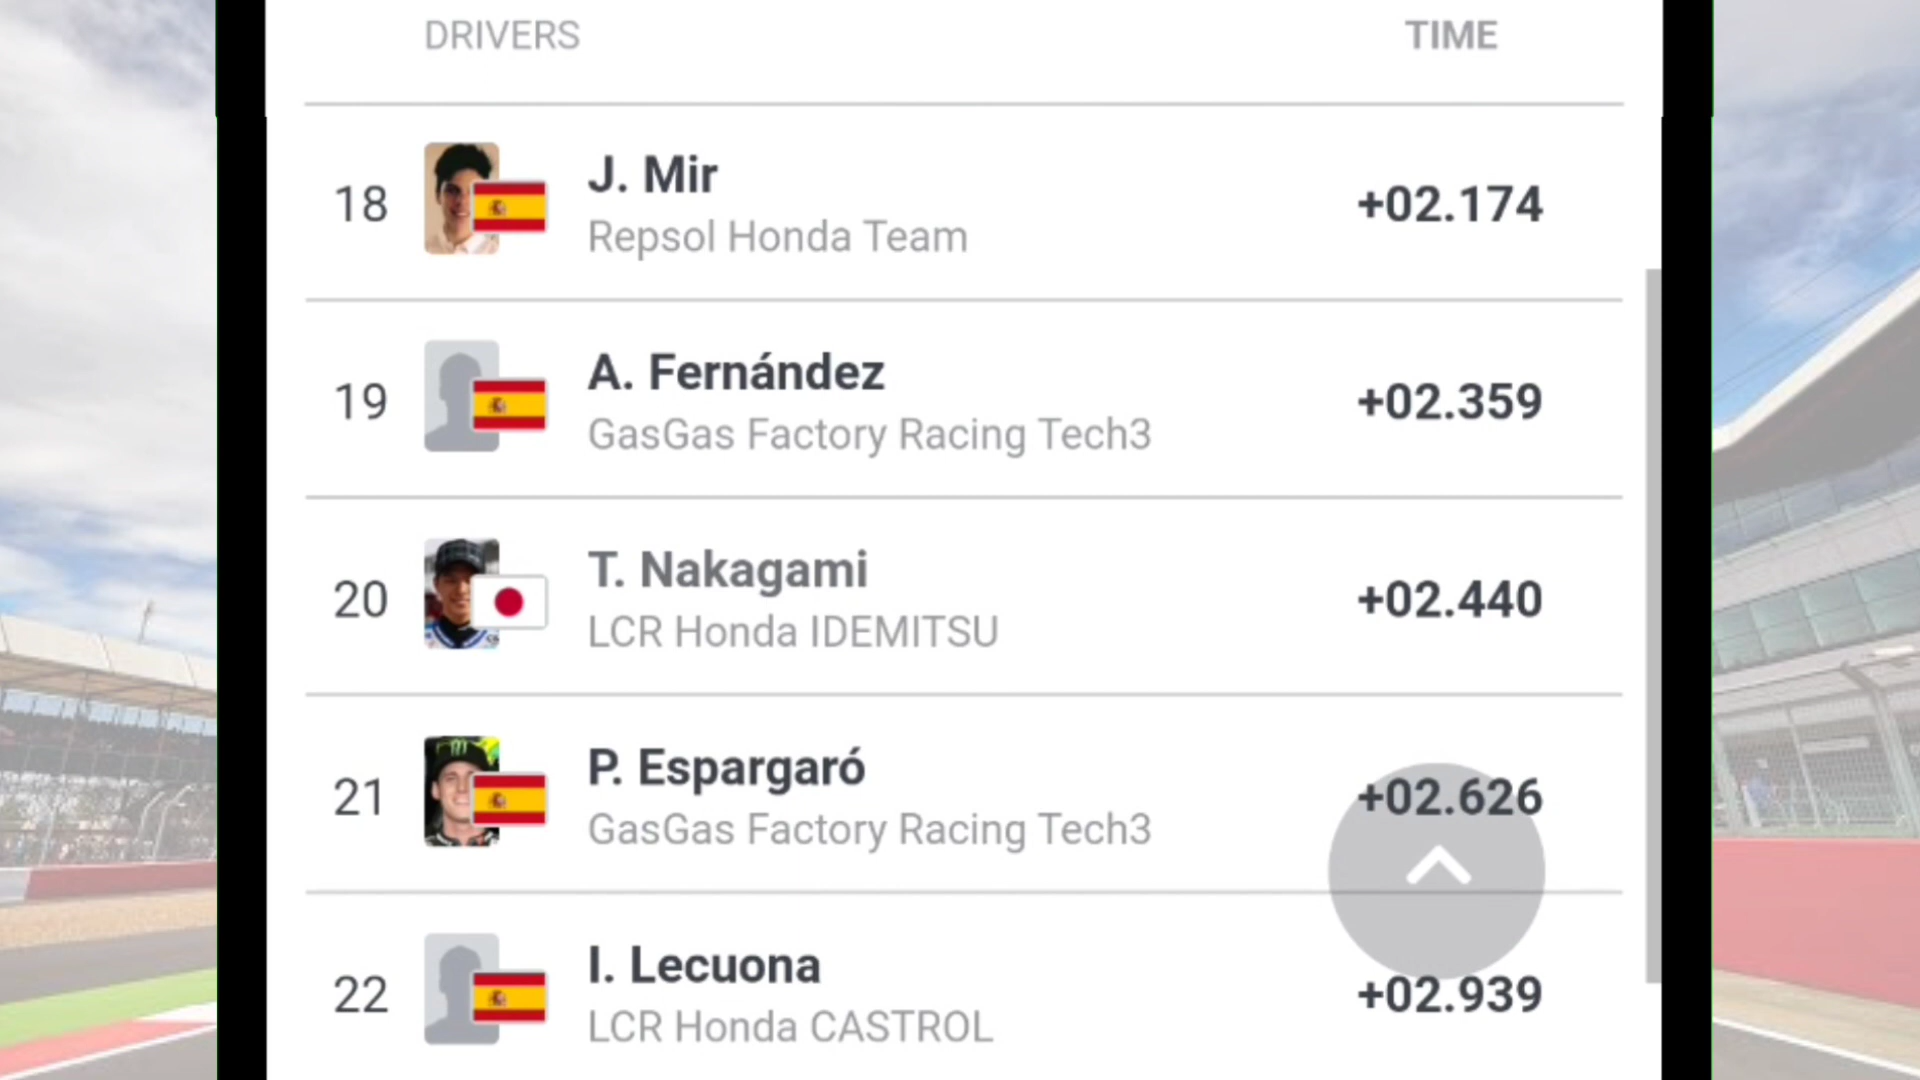 DRIVERS TIME
18 J. Mir +02.174
Repsol Honda Team
19 A. Fernández +02.359
GasGas Factory Racing Tech3
20 T. Nakagami +02.440
LCR Honda IDEMITSU
21 P. Espargaró +02.626
GasGas Factory Racing Tech3
22 I. Lecuona +02.939
LCR Honda CASTROL